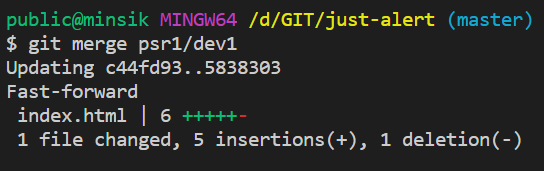 public@minsik MINGW64 /d/GIT/just-alert (master)
$ git merge psr1/dev1
Updating c44fd93..5838303
Fast-forward
 index.html | 6 +++++-
 1 file changed, 5 insertions(+), 1 deletion(-)